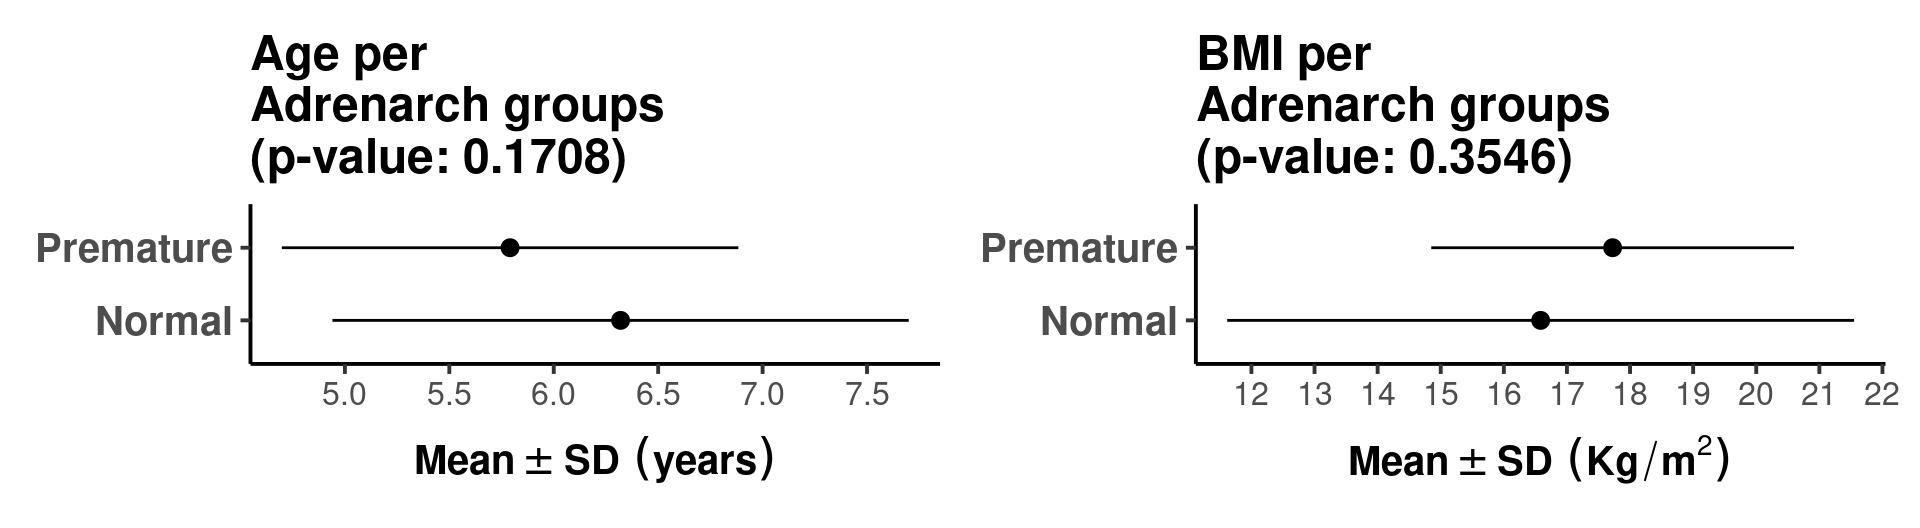 Age per
Adrenarch groups
(p-value: 0.1708)
Premature
Normal
5.0 5.5 6.0 6.5 7.0 7.5
Mean ± SD (years)
BMI per
Adrenarch groups
(p-value: 0.3546)
Premature
Normal
12 13 14 15 16 17 18 19 20 21 22
Mean ± SD (Kg/m²)